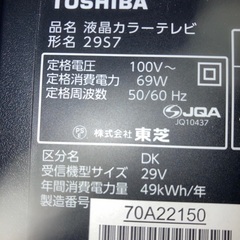 TOSHIBA
品名 液晶カラーテレビ
形名 29S7
定格電圧 100V～
定格消費電力 69W
定格周波数 50/60 Hz
JQA
JQ10437
株式会社 東芝
区分 DK
受信機型サイズ 29V
年間消費電力量 49kWh/年
製造番号
70A22150